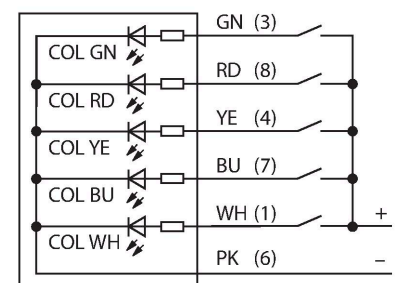 GN (3)
COL GN
RD (8)
COL RD
YE (4)
COL YE
BU (7)
COL BU
WH (1)
+
COL WH
PK (6)
–